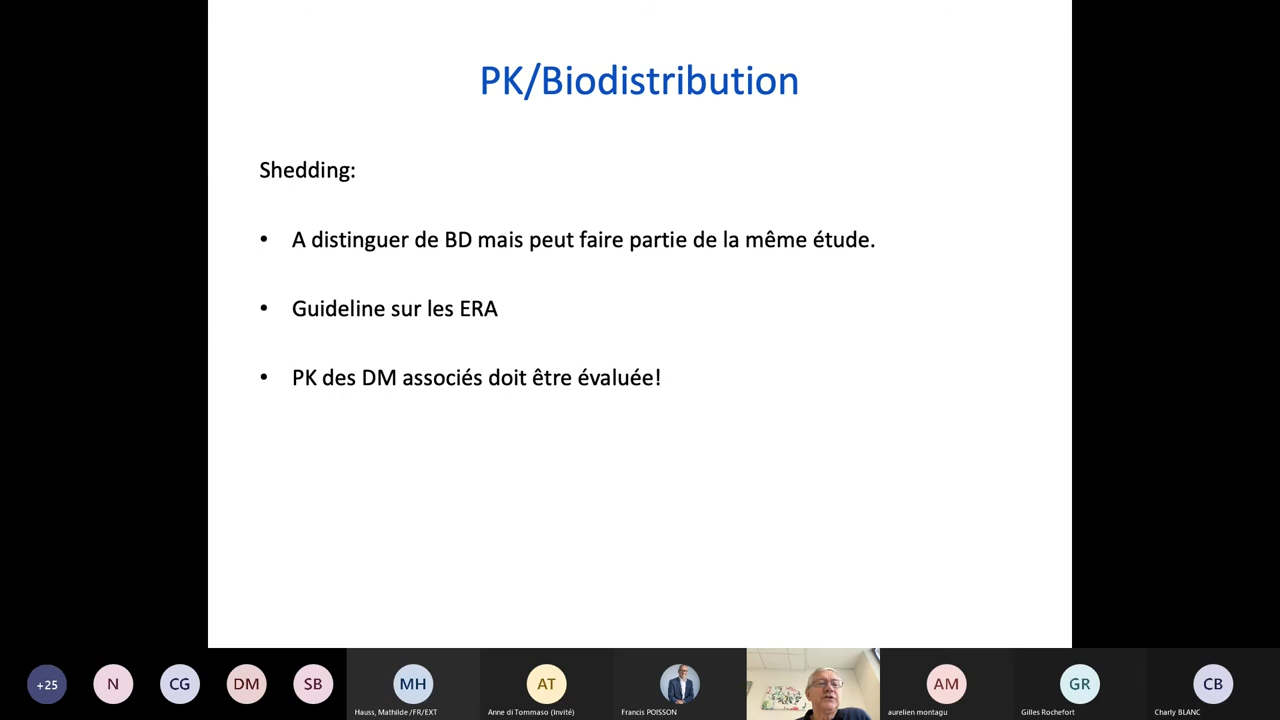 PK/Biodistribution
Shedding:
• A distinguer de BD mais peut faire partie de la même étude.
• Guideline sur les ERA
• PK des DM associés doit être évaluée!
+25
N
CG
DM
SB
MH
AT
AM
GR
CB
Hauss, Mathilde /FR/EXT
Anne di Tommaso (Invité)
Francis POISSON
aurelien montagu
Gilles Rochefort
Charly BLANC